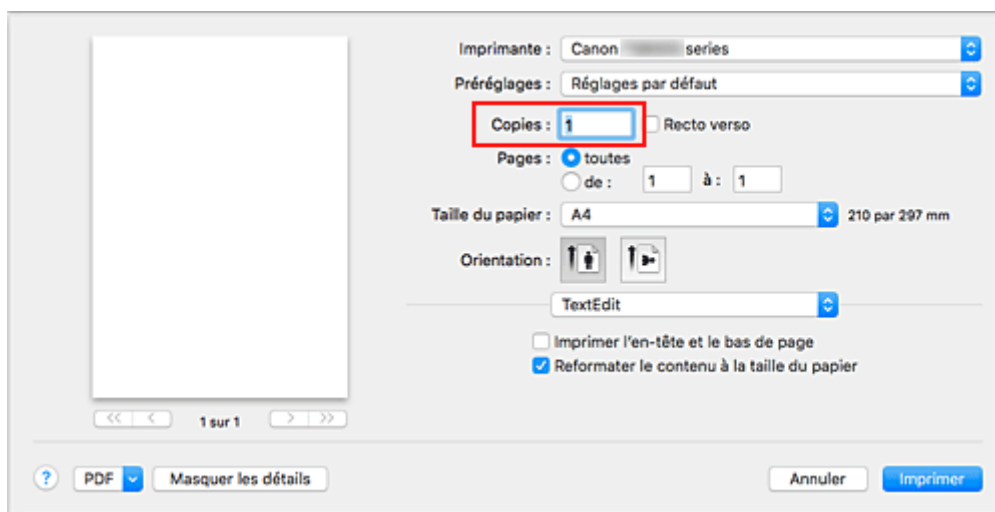 Imprimante : Canon series
Préréglages : Réglages par défaut
Copies : 1 Recto verso
Pages : toutes
de : 1 à : 1
Taille du papier : A4 210 par 297 mm
Orientation :
TextEdit
Imprimer l'en-tête et le bas de page
Reformater le contenu à la taille du papier
<< < 1 sur 1 > >>
? PDF Masquer les détails Annuler Imprimer